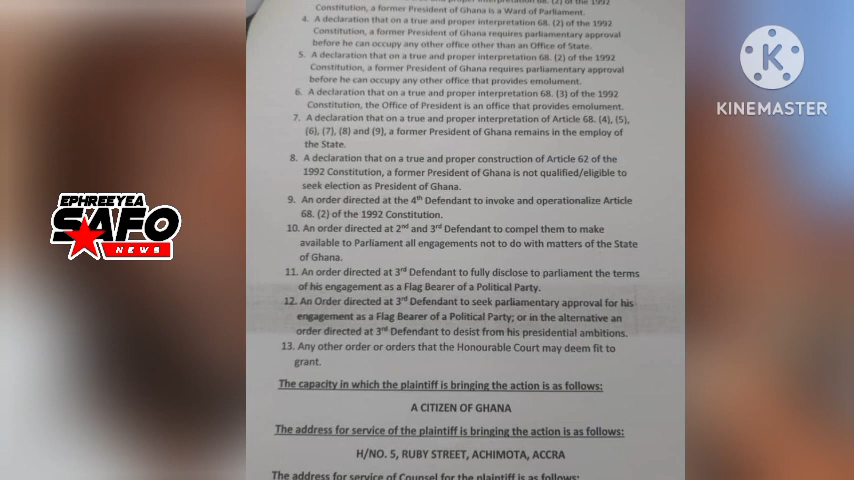 Constitution, a former President of Ghana is a Ward of Parliament.
4. A declaration that on a true and proper interpretation 68. (2) of the 1992
Constitution, a former President of Ghana requires parliamentary approval
before he can occupy any other office other than an Office of State.
5. A declaration that on a true and proper interpretation 68. (2) of the 1992
Constitution, a former President of Ghana requires parliamentary approval
before he can occupy any other office that provides emolument.
6. A declaration that on a true and proper interpretation 68. (3) of the 1992
Constitution, the Office of President is an office that provides emolument.
7. A declaration that on a true and proper interpretation of Article 68. (4), (5),
(6), (7), (8) and (9), a former President of Ghana remains in the employ of
the State.
8. A declaration that on a true and proper construction of Article 62 of the
1992 Constitution, a former President of Ghana is not qualified/eligible to
seek election as President of Ghana.
9. An order directed at the 4th Defendant to invoke and operationalize Article
68. (2) of the 1992 Constitution.
10. An order directed at 2nd and 3rd Defendant to compel them to make
available to Parliament all engagements not to do with matters of the State
of Ghana.
11. An order directed at 3rd Defendant to fully disclose to parliament the terms
of his engagement as a Flag Bearer of a Political Party.
12. An Order directed at 3rd Defendant to seek parliamentary approval for his
engagement as a Flag Bearer of a Political Party; or in the alternative an
order directed at 3rd Defendant to desist from his presidential ambitions.
13. Any other order or orders that the Honourable Court may deem fit to
grant.
The capacity in which the plaintiff is bringing the action is as follows:
A CITIZEN OF GHANA
The address for service of the plaintiff is bringing the action is as follows:
H/NO. 5, RUBY STREET, ACHIMOTA, ACCRA
The address for service of Counsel for the plaintiff is as follows:
EPHREEYEA
SAFO
NEWS
K
KINEMASTER